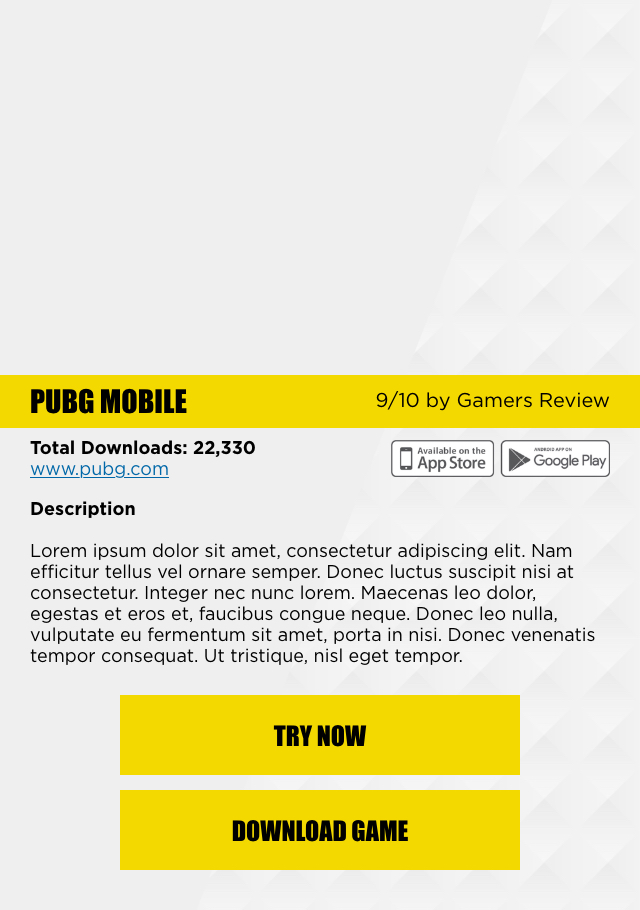 PUBG MOBILE
9/10 by Gamers Review
Total Downloads: 22,330
www.pubg.com
Available on the
App Store
ANDROID APP ON
Google Play
Description
Lorem ipsum dolor sit amet, consectetur adipiscing elit. Nam
efficitur tellus vel ornare semper. Donec luctus suscipit nisi at
consectetur. Integer nec nunc lorem. Maecenas leo dolor,
egestas et eros et, faucibus congue neque. Donec leo nulla,
vulputate eu fermentum sit amet, porta in nisi. Donec venenatis
tempor consequat. Ut tristique, nisl eget tempor.
TRY NOW
DOWNLOAD GAME